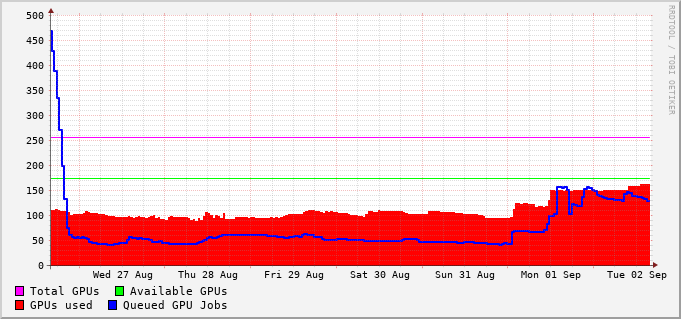 500
450
400
350
300
250
200
150
100
50
0
Wed 27 Aug Thu 28 Aug Fri 29 Aug Sat 30 Aug Sun 31 Aug Mon 01 Sep Tue 02 Sep
Total GPUs Available GPUs
GPUs used Queued GPU Jobs
RRDTOOL / TOBI OETIKER